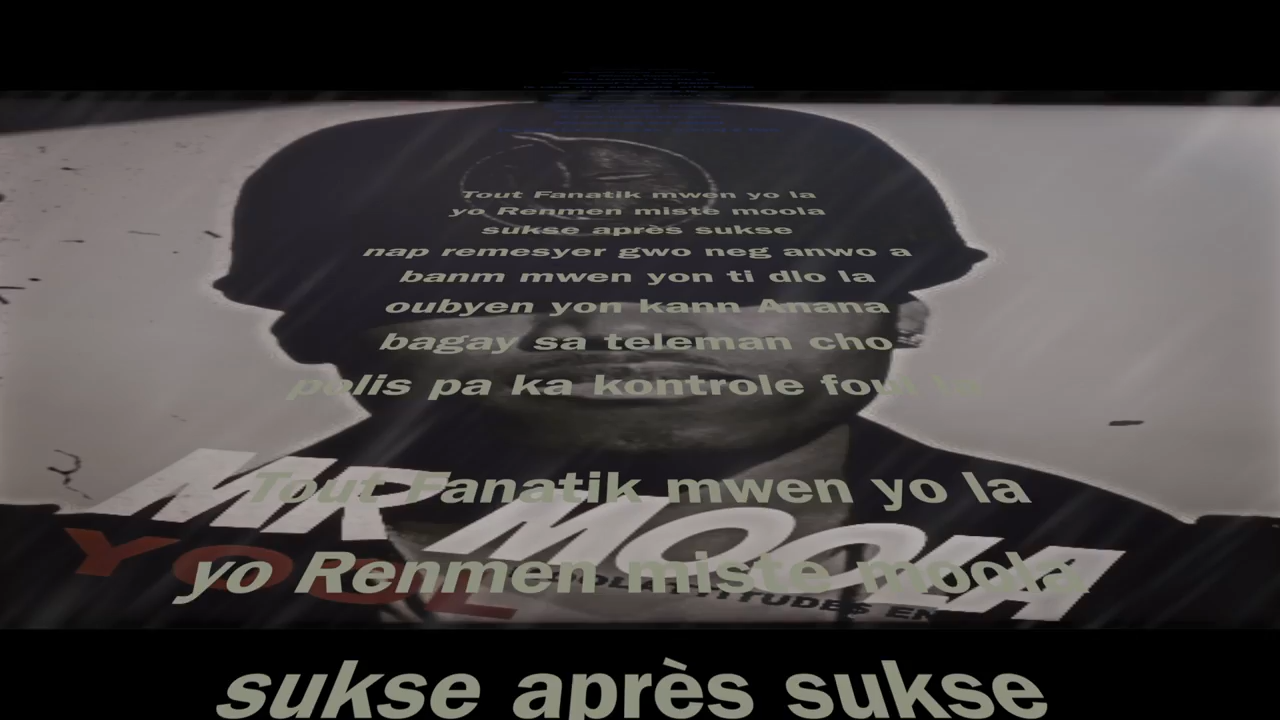 Tout Fanatik mwen yo la
yo Renmen miste moola
sukse après sukse
nap remesyer gwo neg anwo a
banm mwen yon ti dlo la
oubyen yon kann Anana
bagay sa teleman cho
polis pa ka kontrole foul la
Tout Fanatik mwen yo la
yo Renmen miste moola
sukse après sukse
MR MOOLA